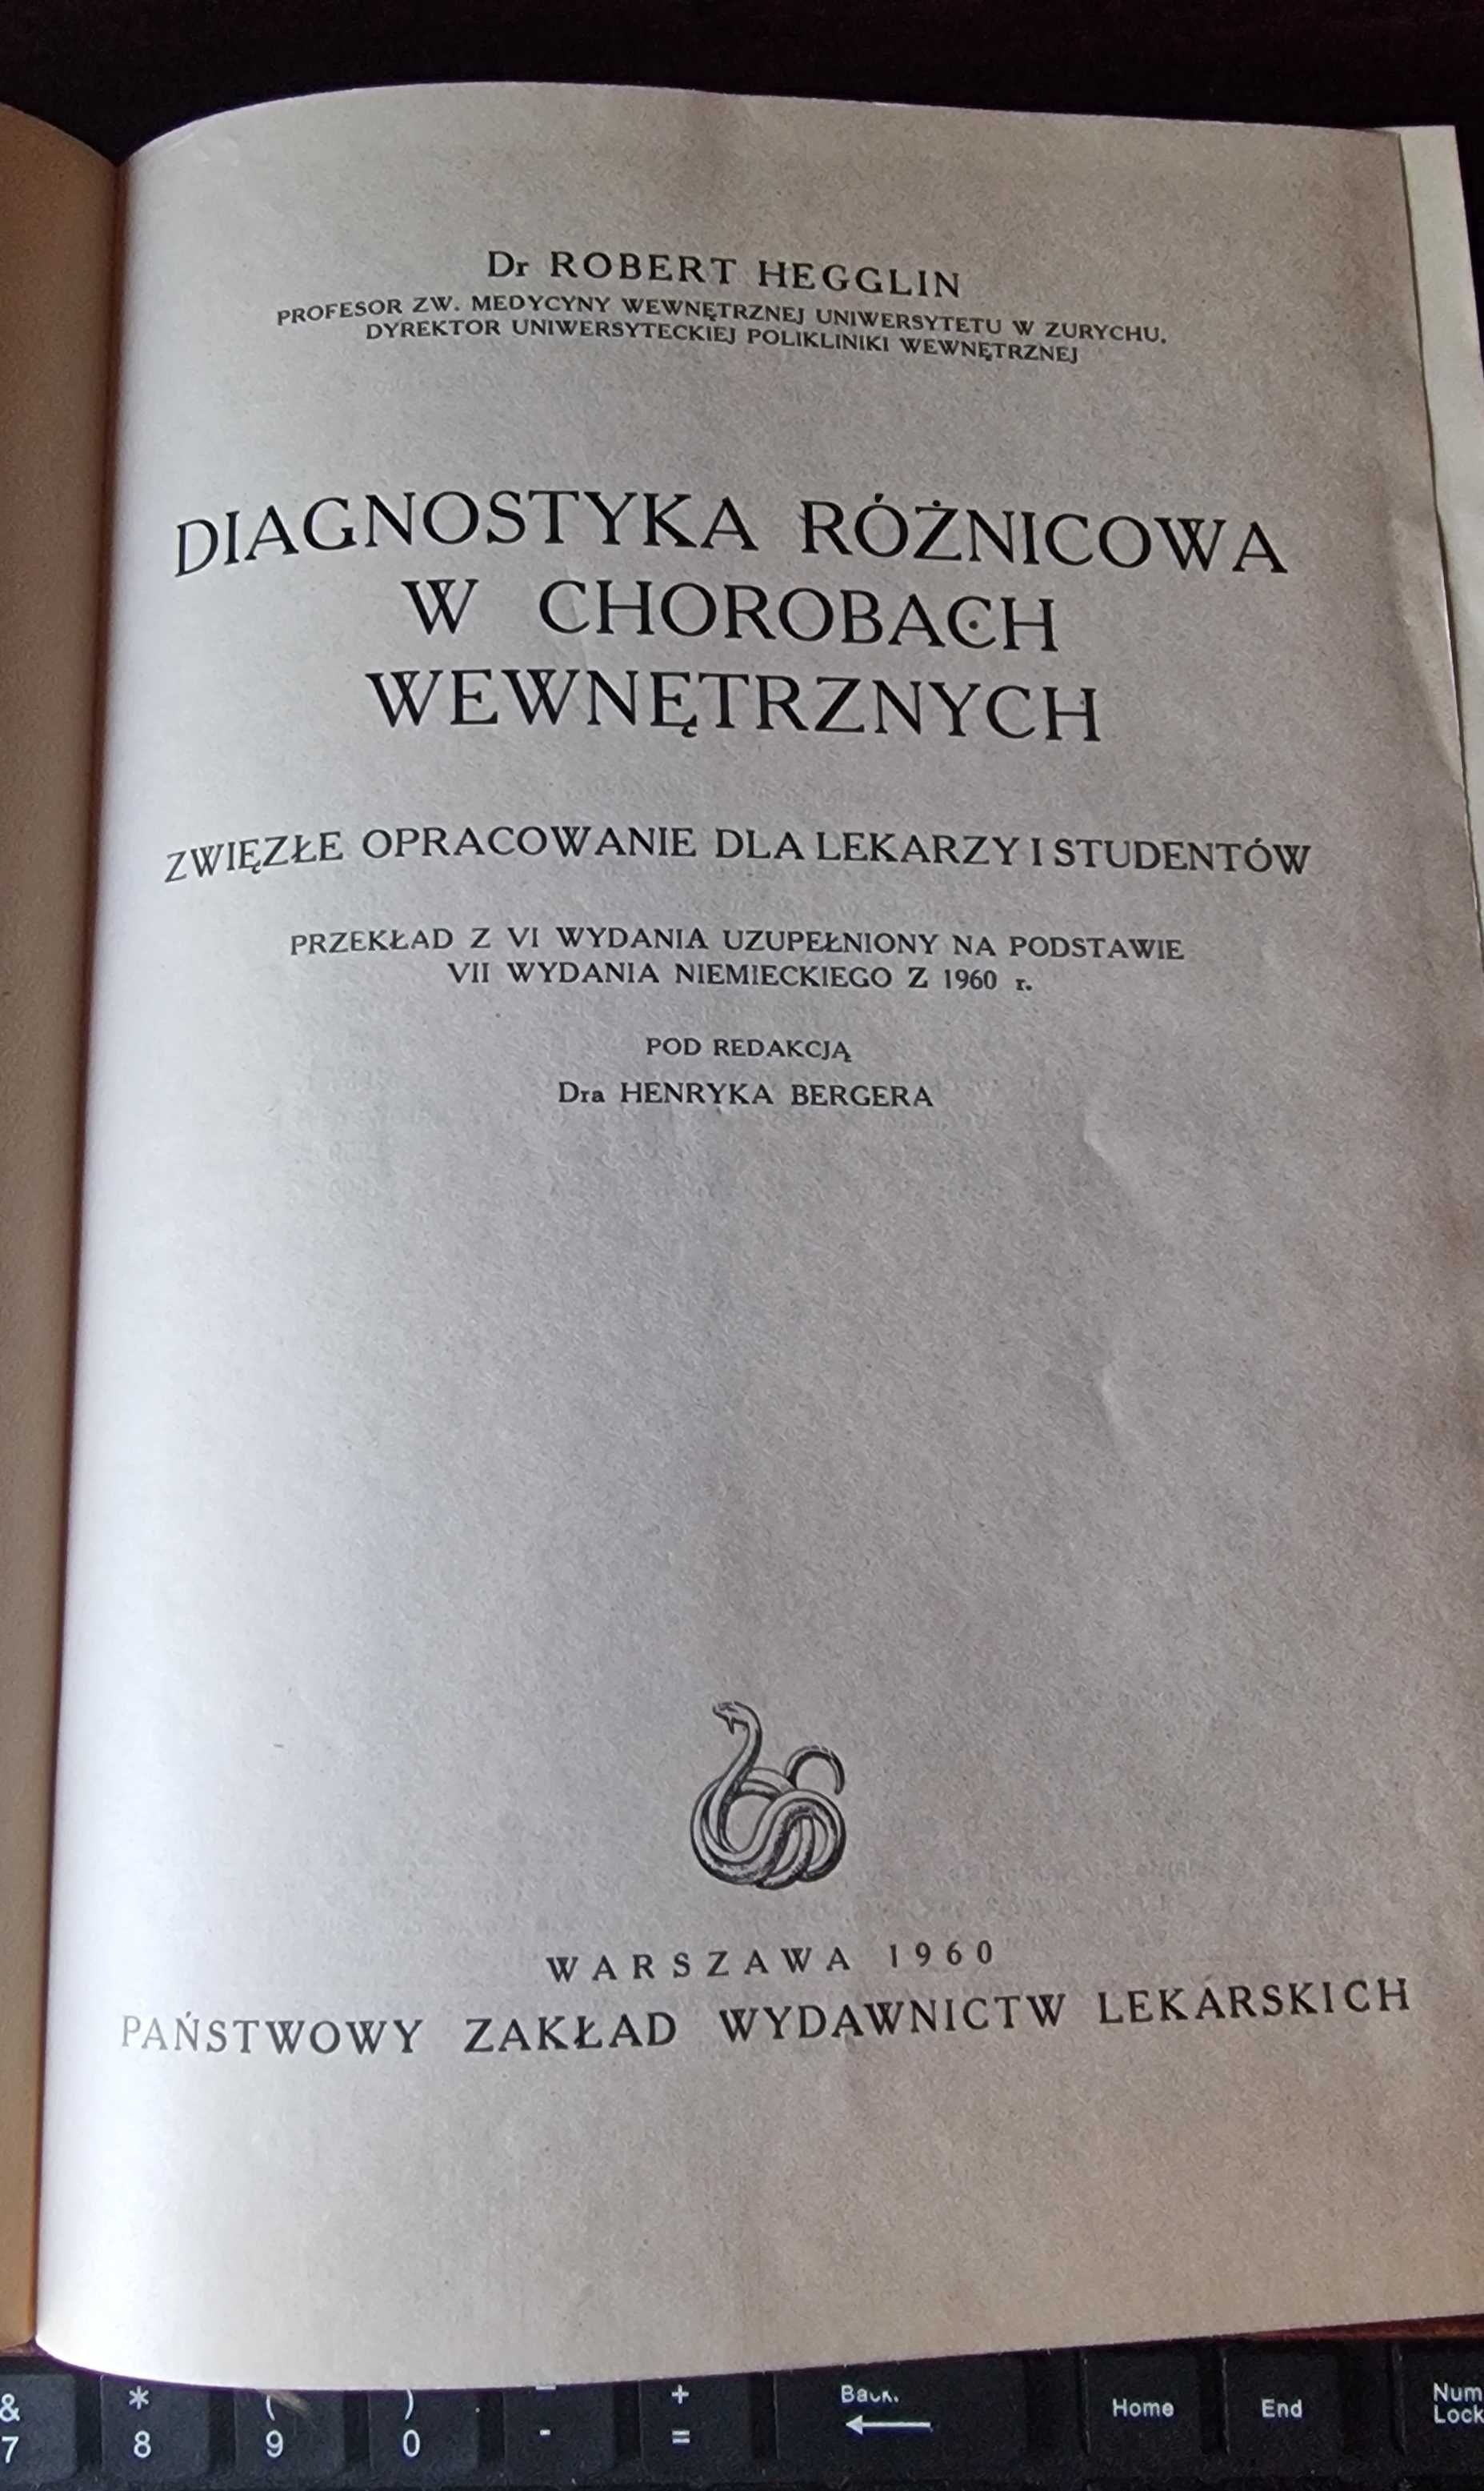 Dr ROBERT HEGGLIN
PROFESOR ZW. MEDYCYNY WEWNĘTRZNEJ UNIWERSYTETU W ZURYCHU.
DYREKTOR UNIWERSYTECKIEJ POLIKLINIKI WEWNĘTRZNEJ
DIAGNOSTYKA RÓŻNICOWA
W CHOROBACH
WEWNĘTRZNYCH
ZWIĘZŁE OPRACOWANIE DLA LEKARZY I STUDENTÓW
PRZEKŁAD Z VI WYDANIA UZUPEŁNIONY NA PODSTAWIE
VII WYDANIA NIEMIECKIEGO Z 1960 r.
POD REDAKCJĄ
Dra HENRYKA BERGERA
WARSZAWA 1960
PAŃSTWOWY ZAKŁAD WYDAWNICTW LEKARSKICH
& * ( ) _ + Back. Home End Num
7 8 9 0 - = ← Lock